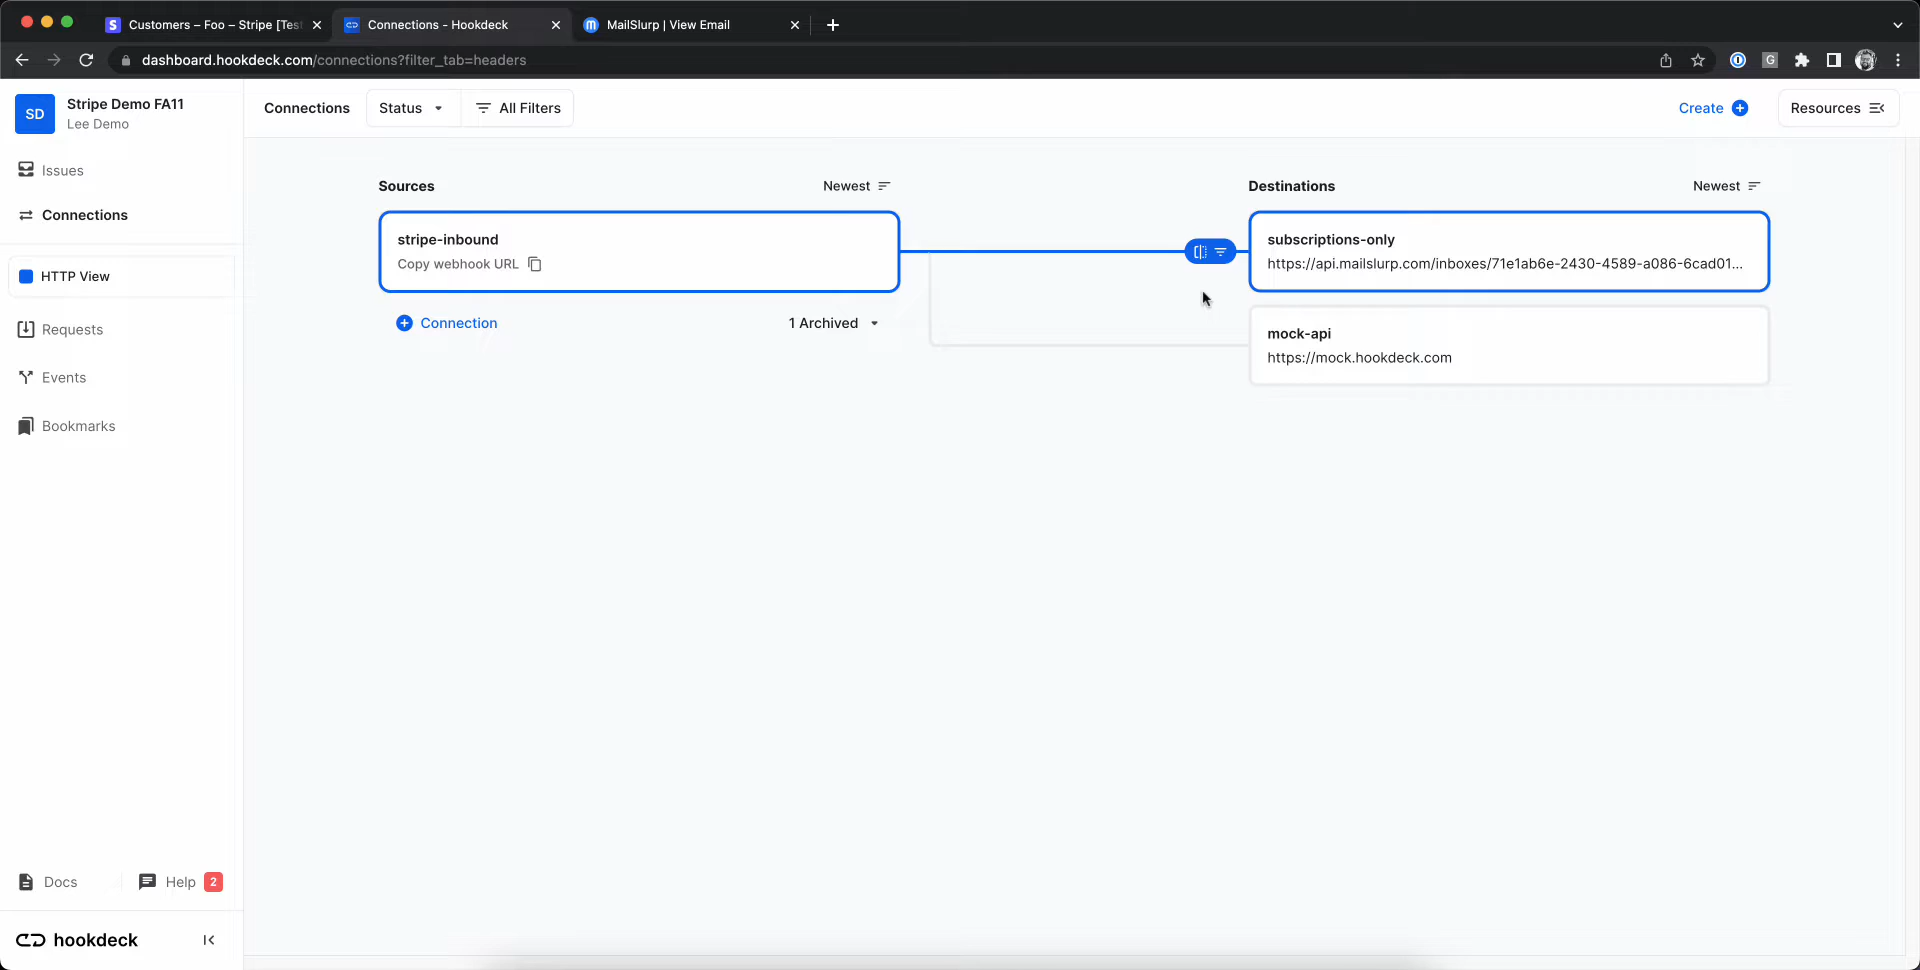 Customers – Foo – Stripe [Tes
Connections - Hookdeck
MailSlurp | View Email
dashboard.hookdeck.com/connections?filter_tab=headers
SD
Stripe Demo FA11
Lee Demo
Connections
Status
All Filters
Create
Resources
Issues
Connections
HTTP View
Requests
Events
Bookmarks
Sources
Newest
Destinations
Newest
stripe-inbound
Copy webhook URL
subscriptions-only
https://api.mailslurp.com/inboxes/71e1ab6e-2430-4589-a086-6cad01...
Connection
1 Archived
mock-api
https://mock.hookdeck.com
Docs
Help
2
hookdeck